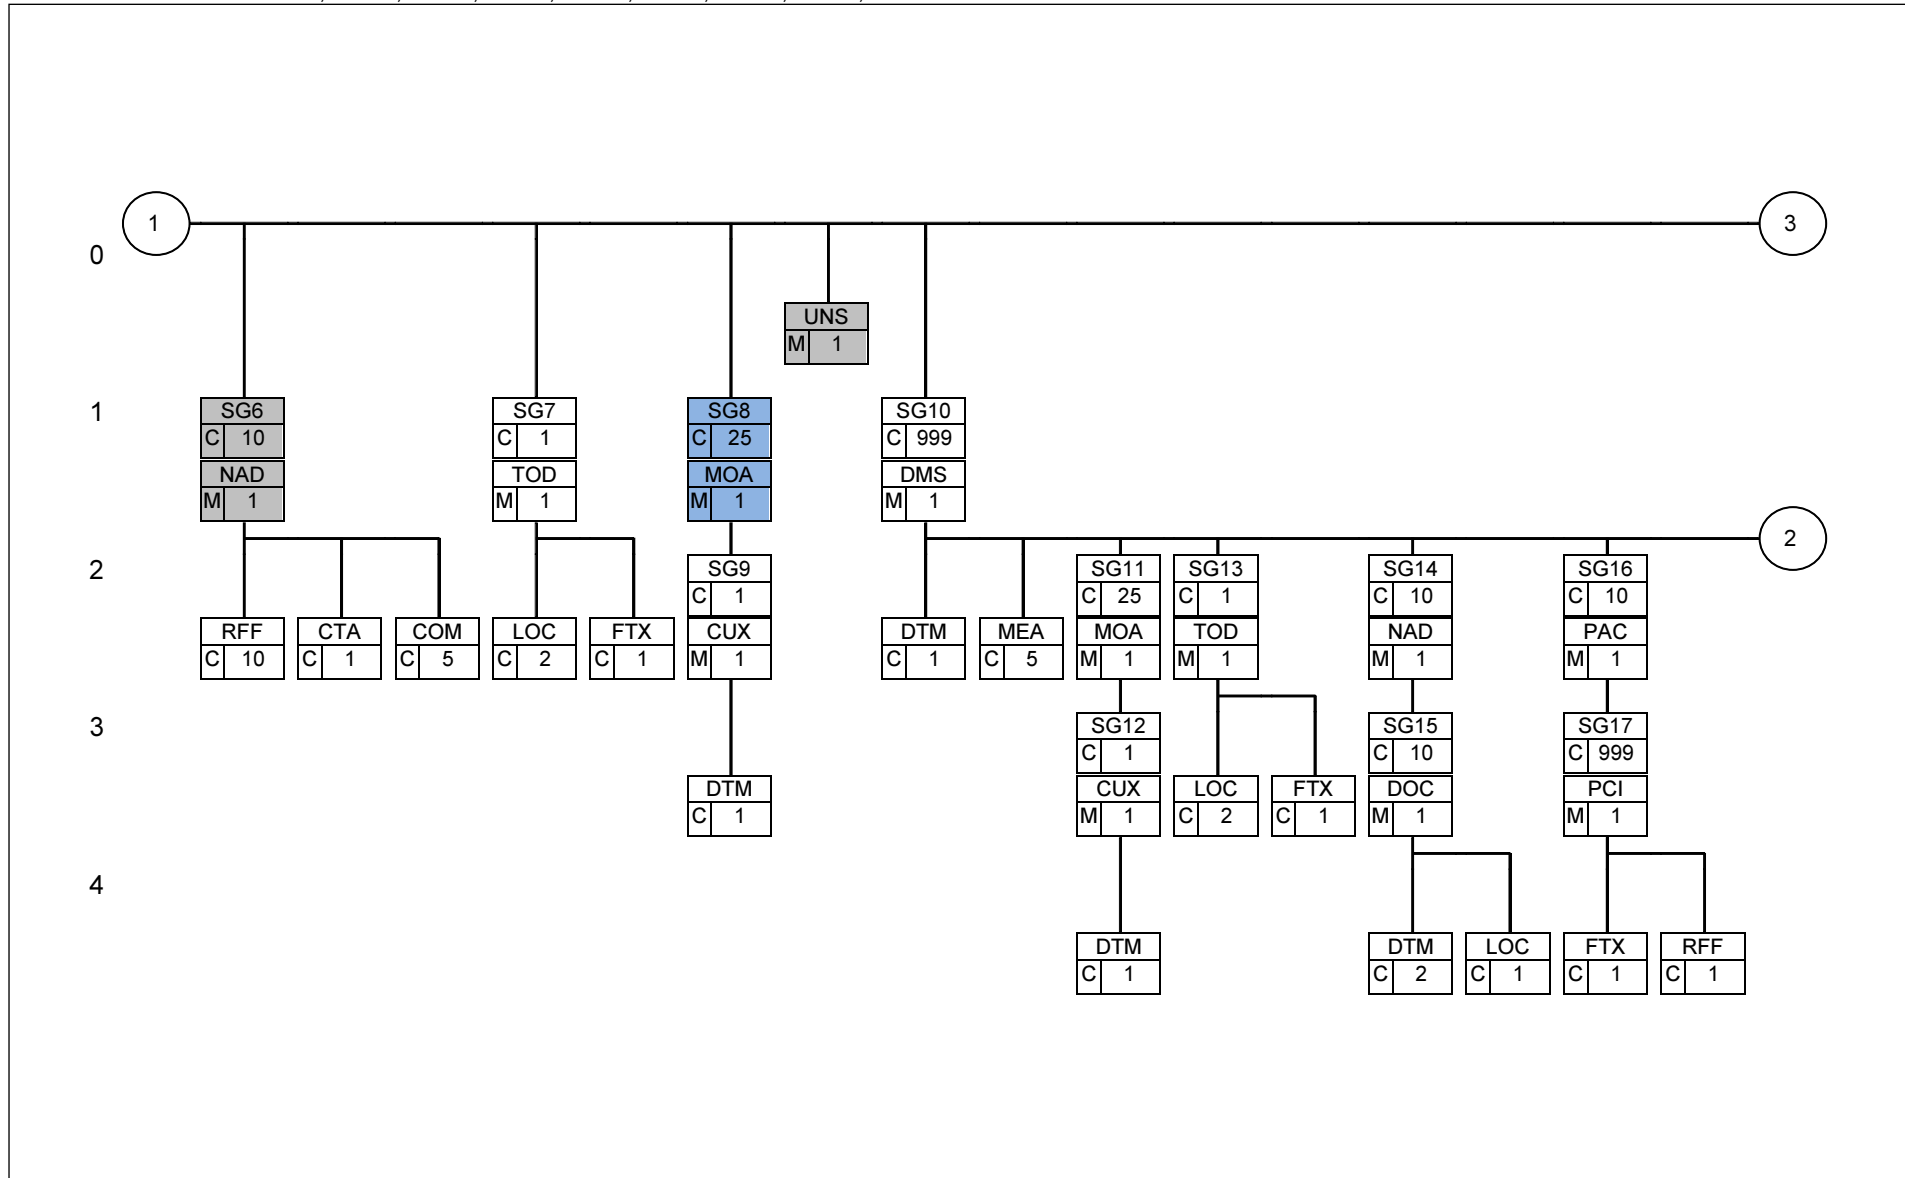 1 3
0
UNS
M 1
1 SG6 SG7 SG8 SG10
C 10 C 1 C 25 C 999
NAD TOD MOA DMS
M 1 M 1 M 1 M 1
2
2 SG9 SG11 SG13 SG14 SG16
C 1 C 25 C 1 C 10 C 10
RFF CTA COM LOC FTX CUX DTM MEA MOA TOD NAD PAC
C 10 C 1 C 5 C 2 C 1 M 1 C 1 C 5 M 1 M 1 M 1 M 1
3 SG12 SG15 SG17
C 1 C 10 C 999
DTM CUX LOC FTX DOC PCI
C 1 M 1 C 2 C 1 M 1 M 1
4
DTM DTM LOC FTX RFF
C 1 C 2 C 1 C 1 C 1